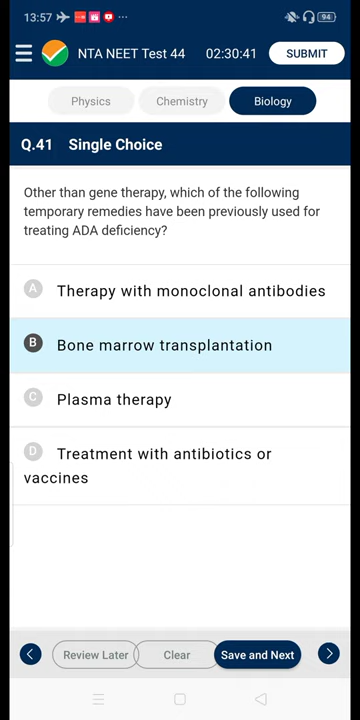 13:57
94
NTA NEET Test 44
02:30:41
SUBMIT
Physics
Chemistry
Biology
Q.41 Single Choice
Other than gene therapy, which of the following
temporary remedies have been previously used for
treating ADA deficiency?
A Therapy with monoclonal antibodies
B Bone marrow transplantation
C Plasma therapy
D Treatment with antibiotics or
vaccines
Review Later
Clear
Save and Next